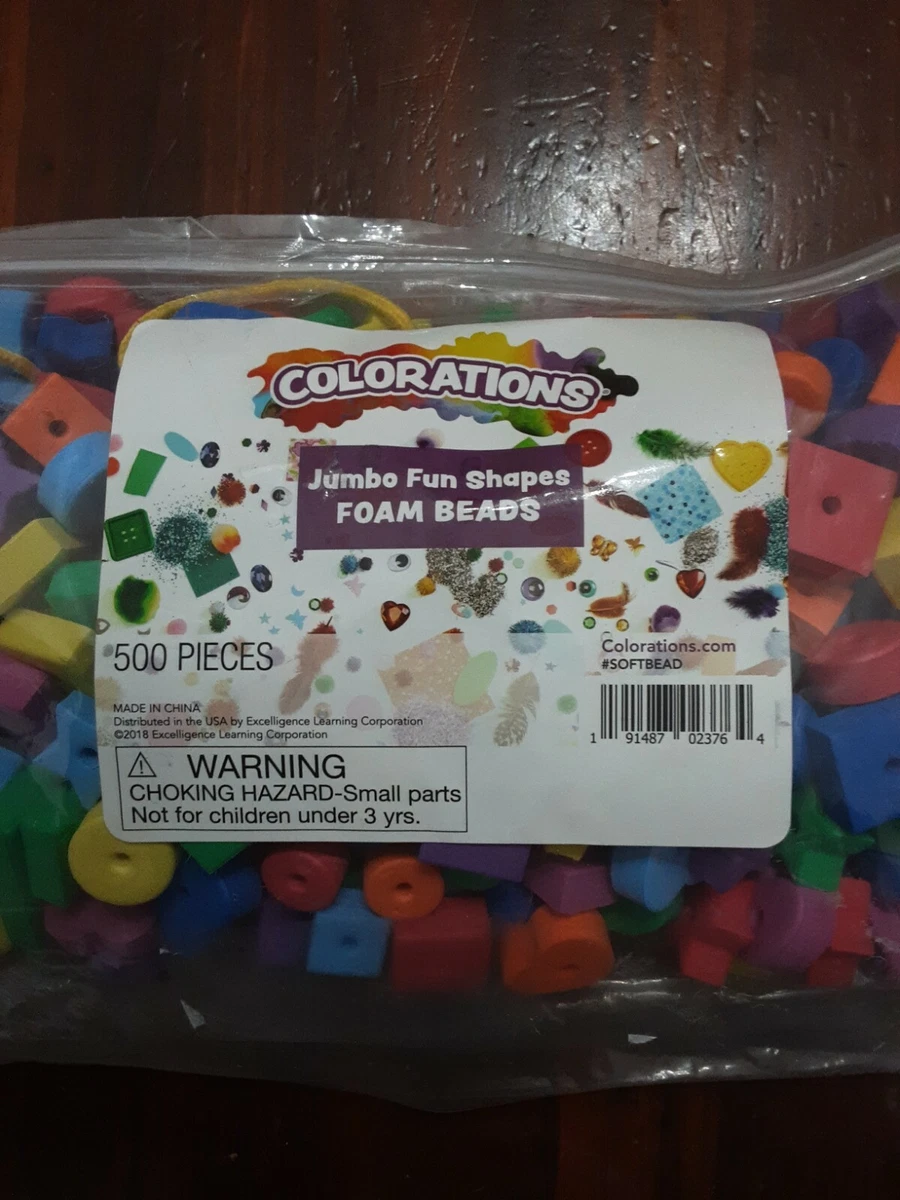 COLORATIONS
Jumbo Fun Shapes
FOAM BEADS
500 PIECES
Colorations.com
#SOFTBEAD
MADE IN CHINA
Distributed in the USA by Excelligence Learning Corporation
©2018 Excelligence Learning Corporation
1 91487 02376 4
WARNING
CHOKING HAZARD-Small parts
Not for children under 3 yrs.